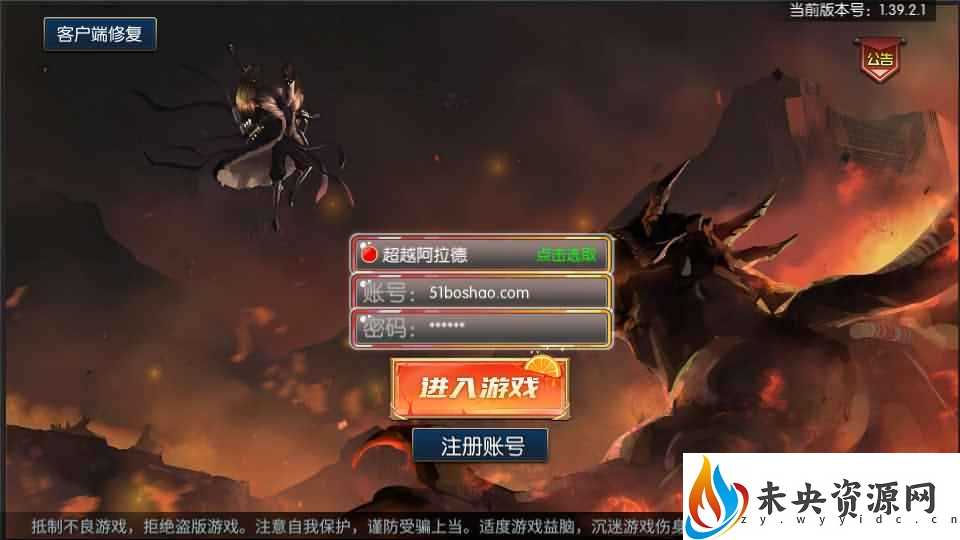 当前版本号：1.39.2.1
客户端修复
公告
超越阿拉德 点击选取
账号： 51boshao.com
密码： ******
进入游戏
注册账号
抵制不良游戏，拒绝盗版游戏。注意自我保护，谨防受骗上当。适度游戏益脑，沉迷游戏伤身
未央资源网
zy.wyyidc.cn